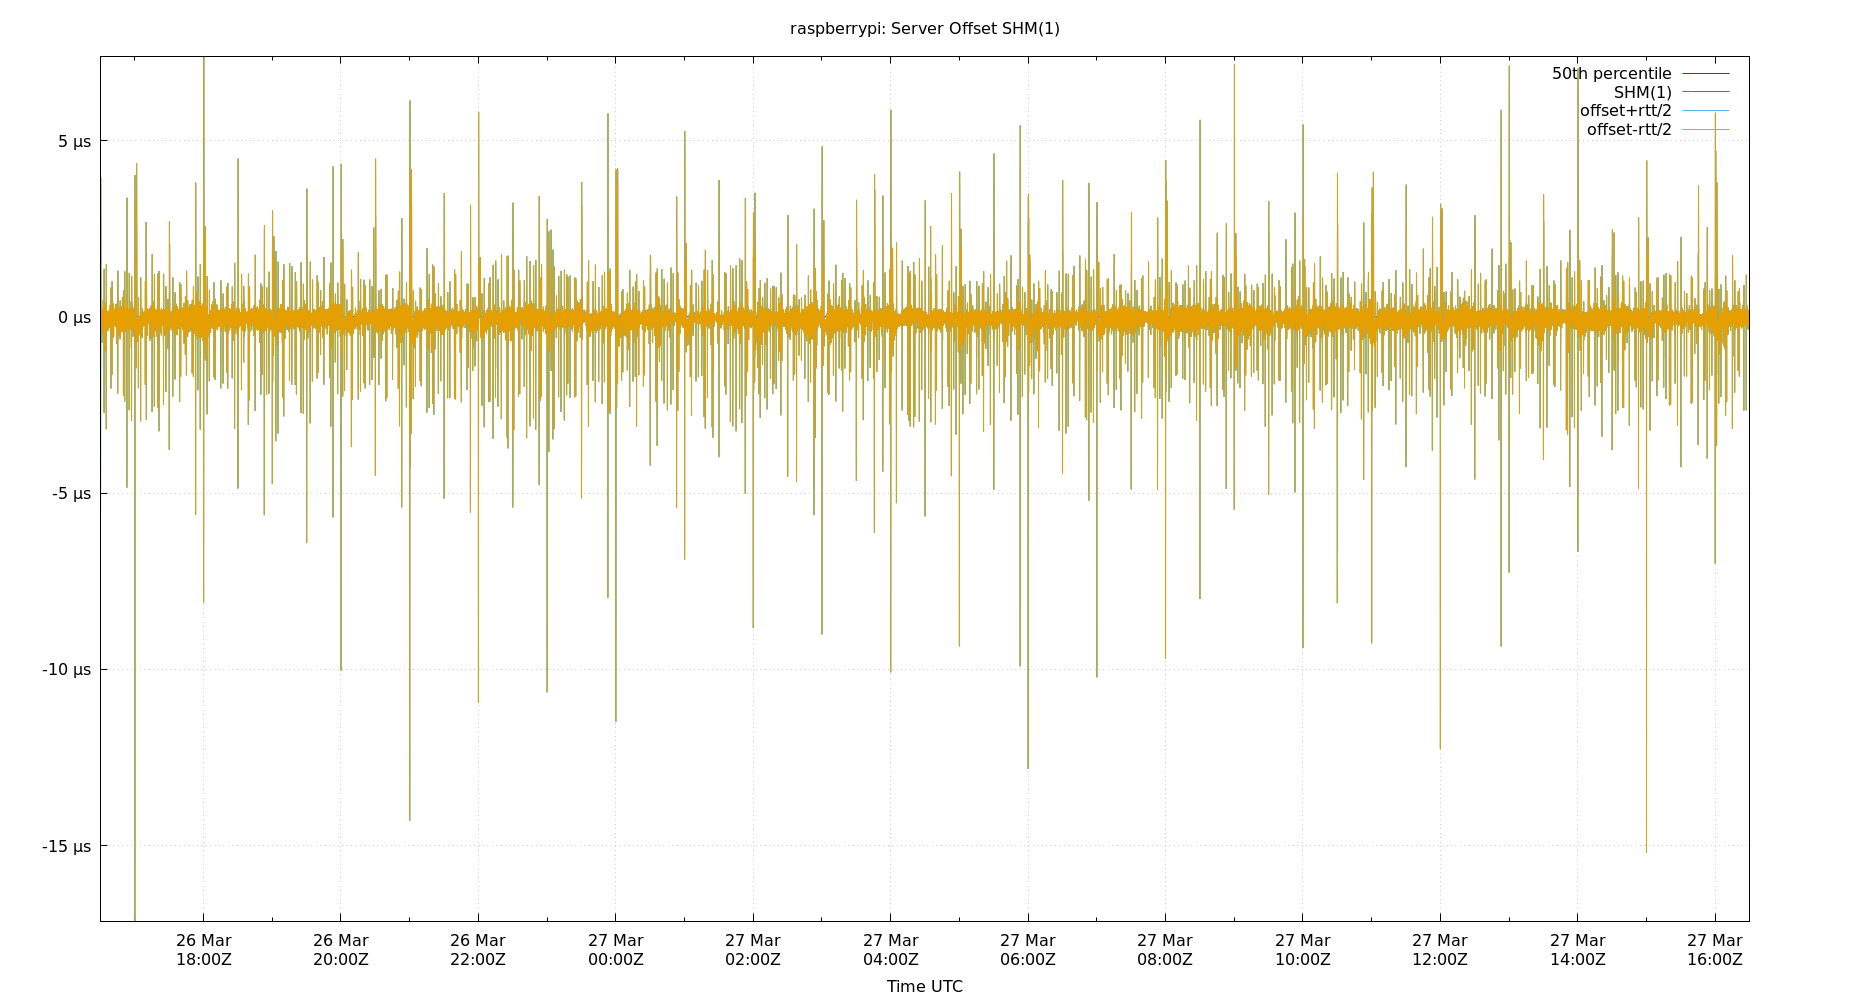 raspberrypi: Server Offset SHM(1)
50th percentile
SHM(1)
offset+rtt/2
offset-rtt/2
5 µs
0 µs
-5 µs
-10 µs
-15 µs
26 Mar 26 Mar 26 Mar 27 Mar 27 Mar 27 Mar 27 Mar 27 Mar 27 Mar 27 Mar 27 Mar 27 Mar
18:00Z 20:00Z 22:00Z 00:00Z 02:00Z 04:00Z 06:00Z 08:00Z 10:00Z 12:00Z 14:00Z 16:00Z
Time UTC